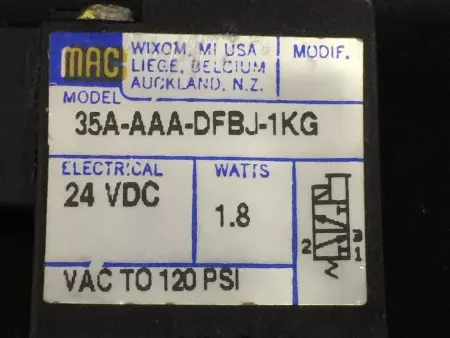 MAC
WIXOM, MI USA
LIEGE, BELCIUM
AUCKLAND, N.Z.
MODIF.
MODEL
35A-AAA-DFBJ-1KG
ELECTRICAL
24 VDC
WATTS
1.8
2
3
1
VAC TO 120 PSI